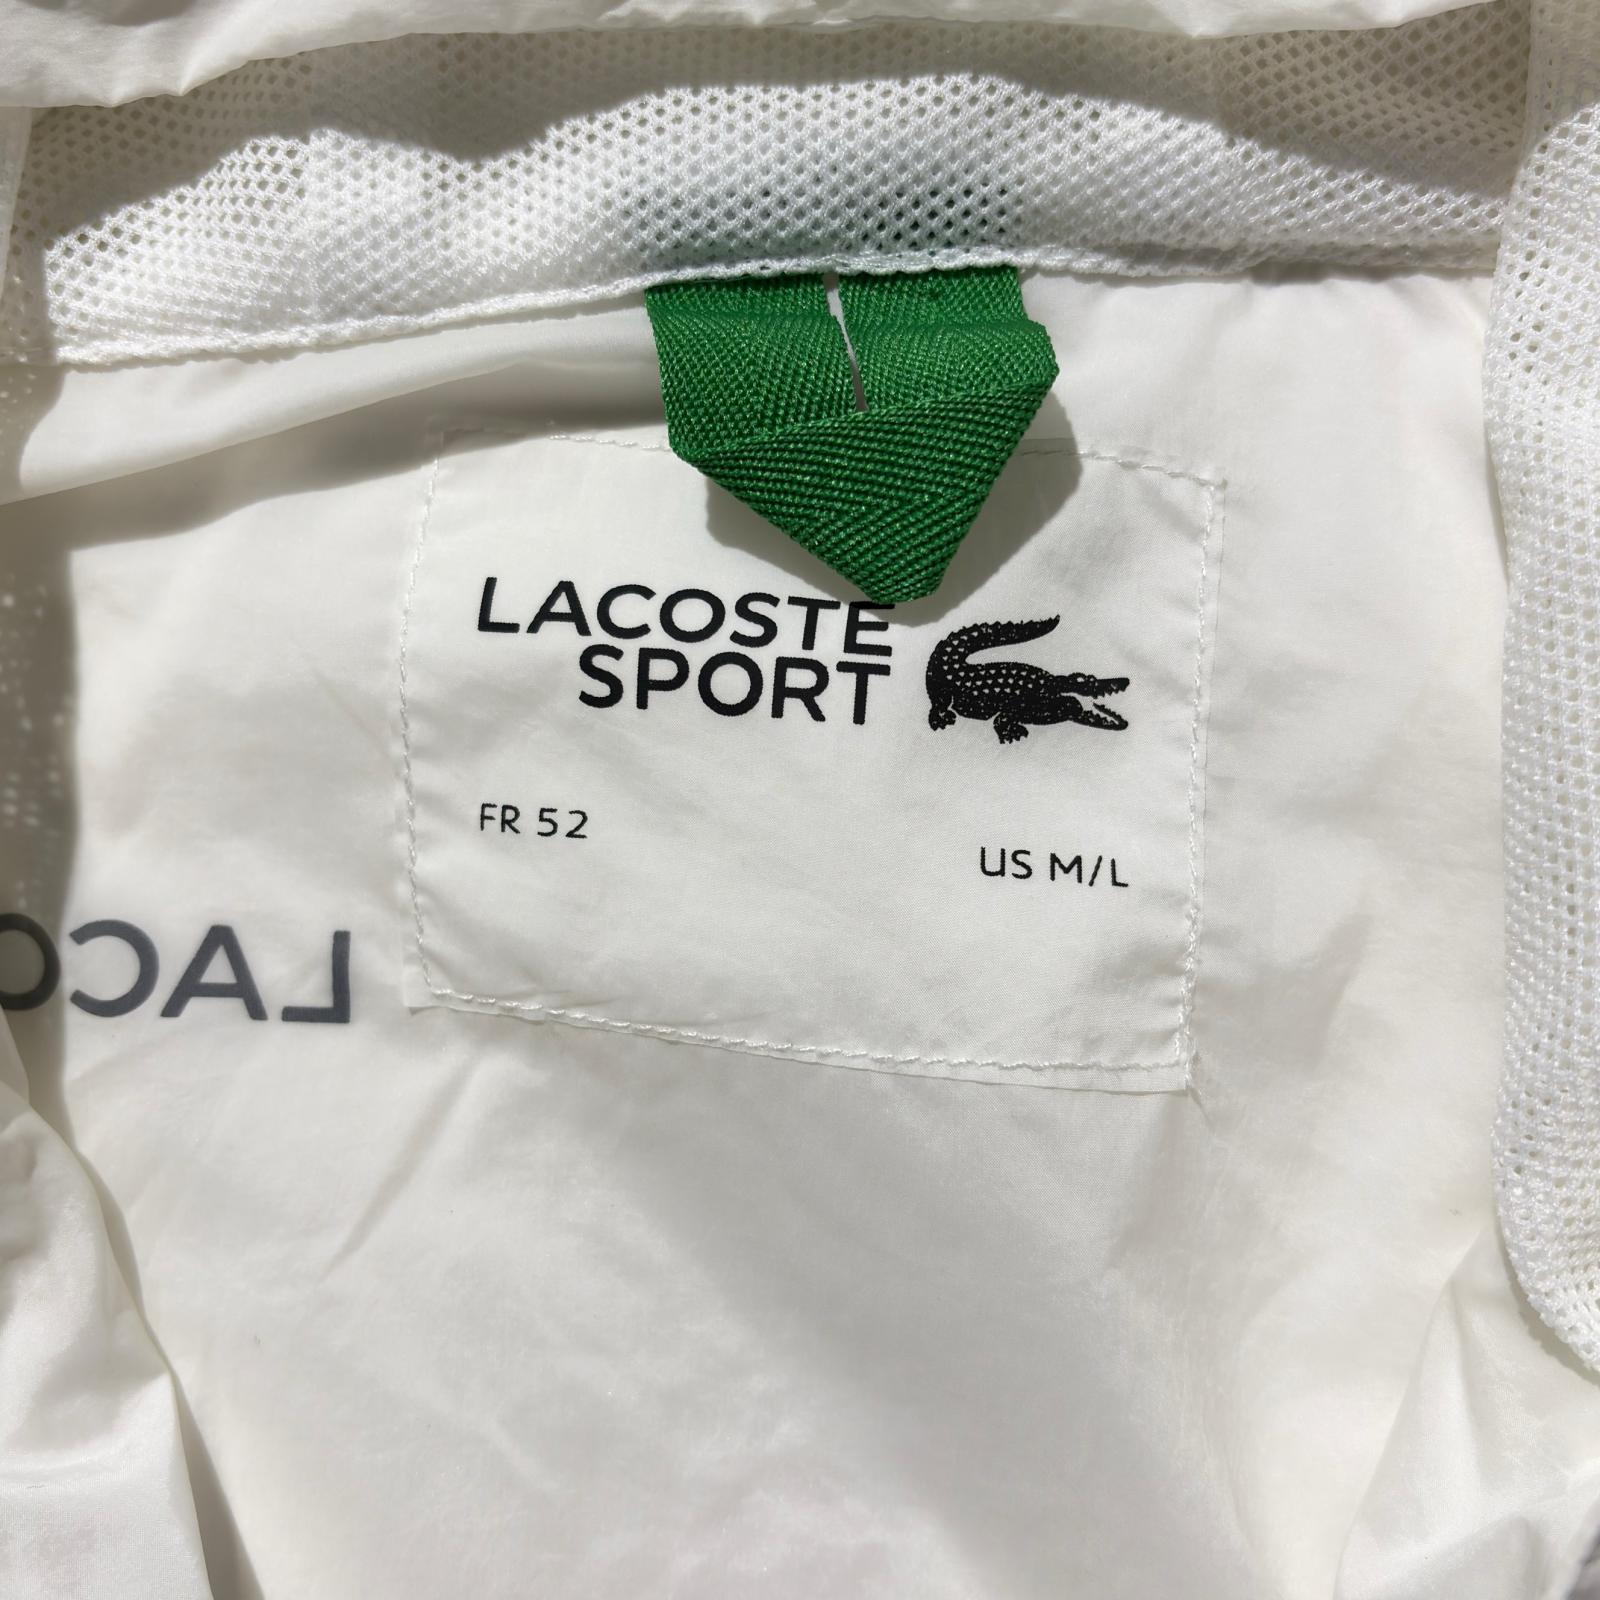 LACOSTE
SPORT
FR 52
US M/L
LACO